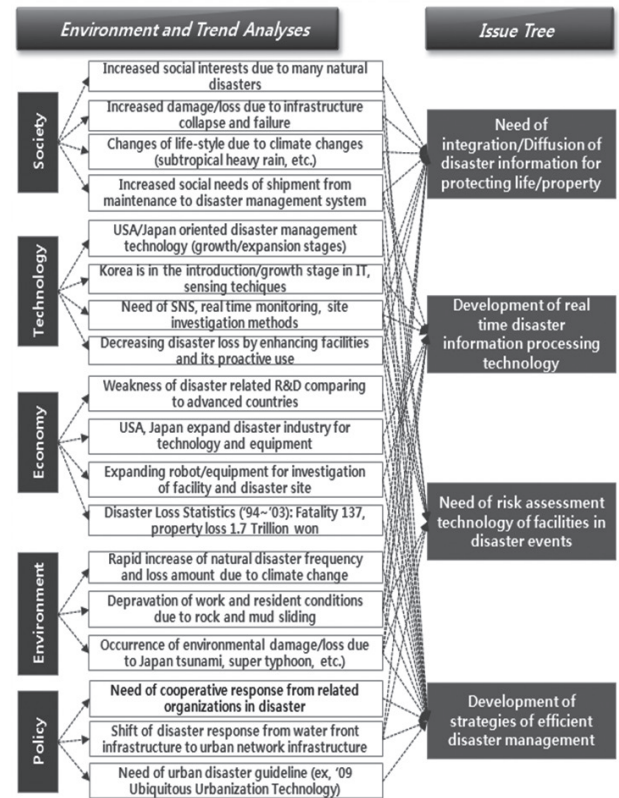 Environment and Trend Analyses
Issue Tree
Society
Increased social interests due to many natural
disasters
Increased damage/loss due to infrastructure
collapse and failure
Changes of life-style due to climate changes
(subtropical heavy rain, etc.)
Increased social needs of shipment from
maintenance to disaster management system
Technology
USA/Japan oriented disaster management
technology (growth/expansion stages)
Korea is in the introduction/growth stage in IT,
sensing techiques
Need of SNS, real time monitoring, site
investigation methods
Decreasing disaster loss by enhancing facilities
and its proactive use
Economy
Weakness of disaster related R&D comparing
to advanced countries
USA, Japan expand disaster industry for
technology and equipment
Expanding robot/equipment for investigation
of facility and disaster site
Disaster Loss Statistics ('94~'03): Fatality 137,
property loss 1.7 Trillion won
Environment
Rapid increase of natural disaster frequency
and loss amount due to climate change
Depravation of work and resident conditions
due to rock and mud sliding
Occurrence of environmental damage/loss due
to Japan tsunami, super typhoon, etc.)
Policy
Need of cooperative response from related
organizations in disaster
Shift of disaster response from water front
infrastructure to urban network infrastructure
Need of urban disaster guideline (ex, '09
Ubiquitous Urbanization Technology)
Need of
integration/Diffusion of
disaster information for
protecting life/property
Development of real
time disaster
information processing
technology
Need of risk assessment
technology of facilities in
disaster events
Development of
strategies of efficient
disaster management